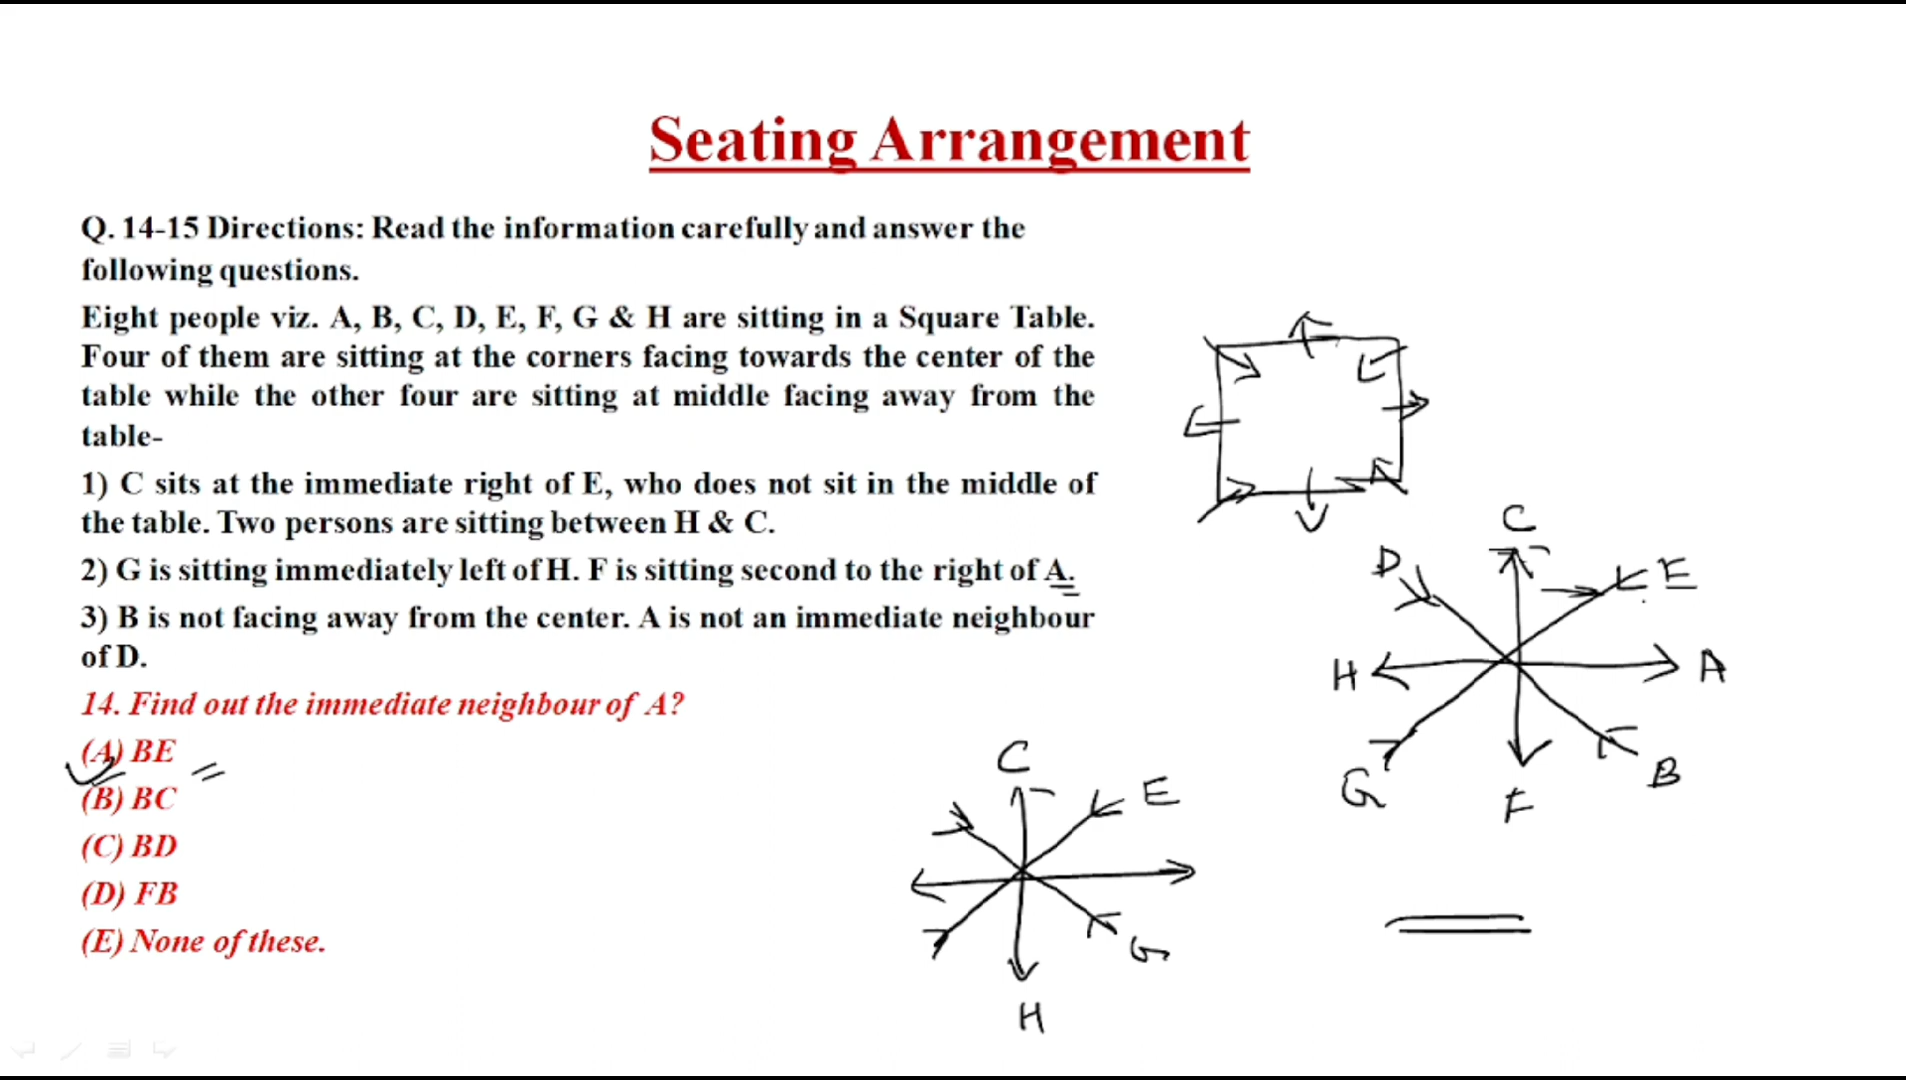 Seating Arrangement
Q. 14-15 Directions: Read the information carefully and answer the
following questions.
Eight people viz. A, B, C, D, E, F, G & H are sitting in a Square Table.
Four of them are sitting at the corners facing towards the center of the
table while the other four are sitting at middle facing away from the
table-
1) C sits at the immediate right of E, who does not sit in the middle of
the table. Two persons are sitting between H & C.
2) G is sitting immediately left of H. F is sitting second to the right of A.
3) B is not facing away from the center. A is not an immediate neighbour
of D.
14. Find out the immediate neighbour of A?
(A) BE
(B) BC
(C) BD
(D) FB
(E) None of these.
C
D
E
H
A
G
F
B
C
E
G
H